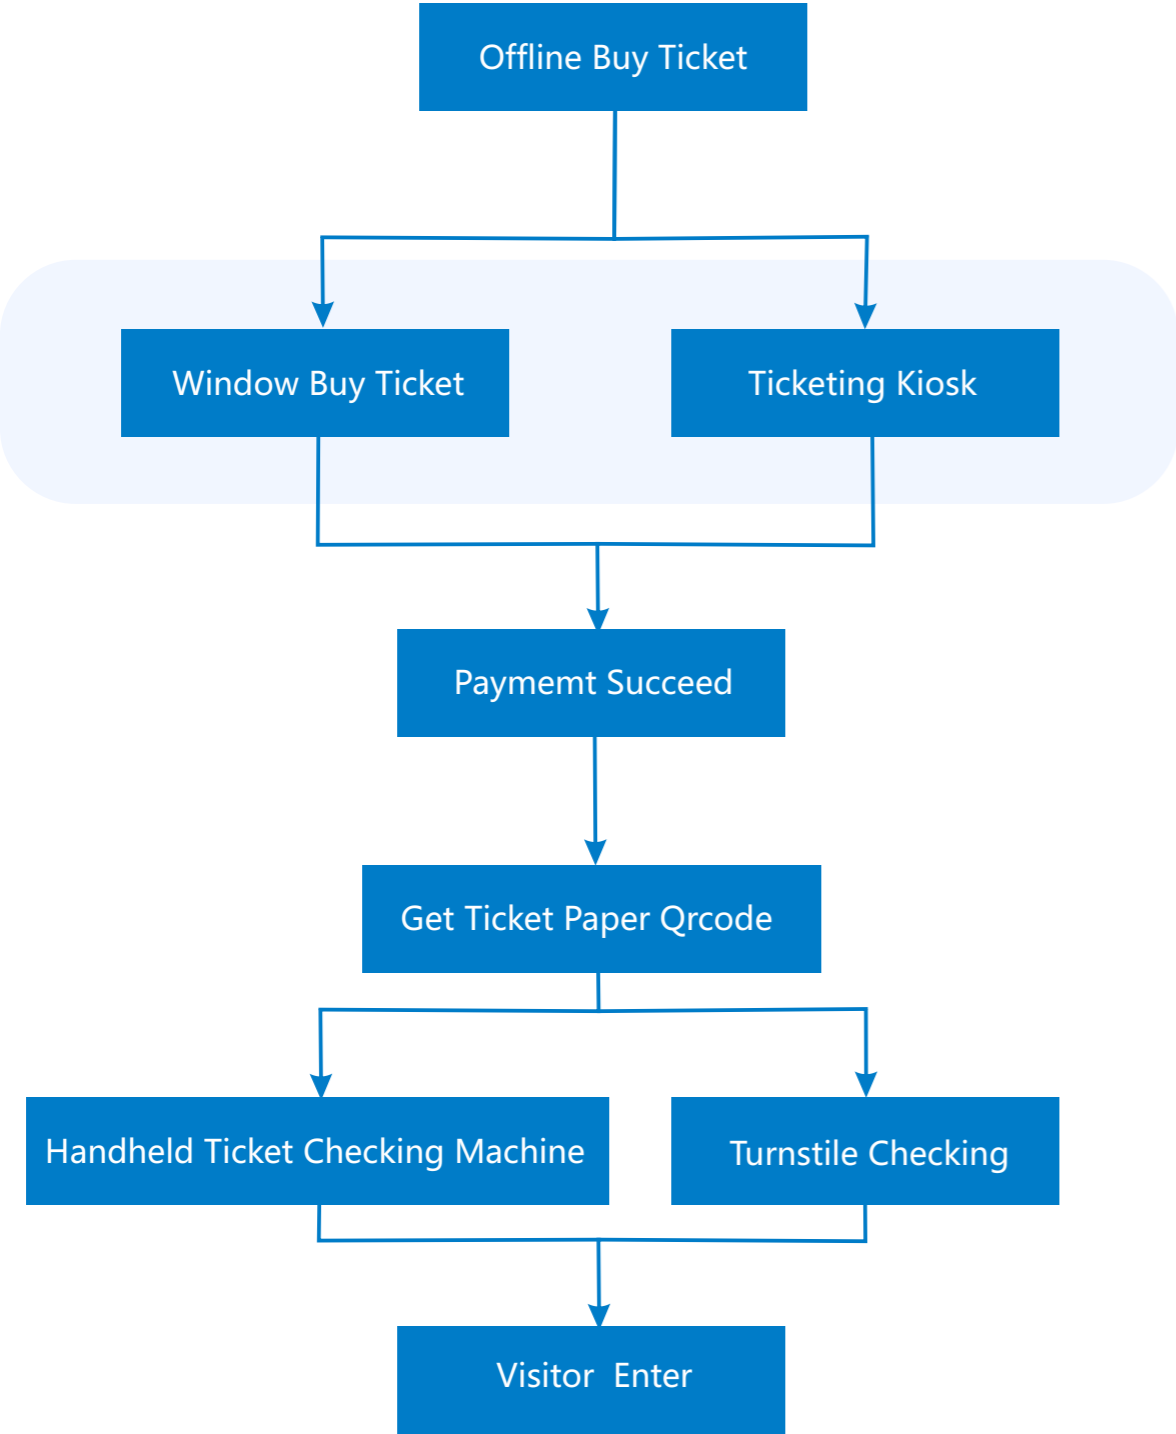 Offline Buy Ticket
Window Buy Ticket
Ticketing Kiosk
Paymemt Succeed
Get Ticket Paper Qrcode
Handheld Ticket Checking Machine
Turnstile Checking
Visitor  Enter